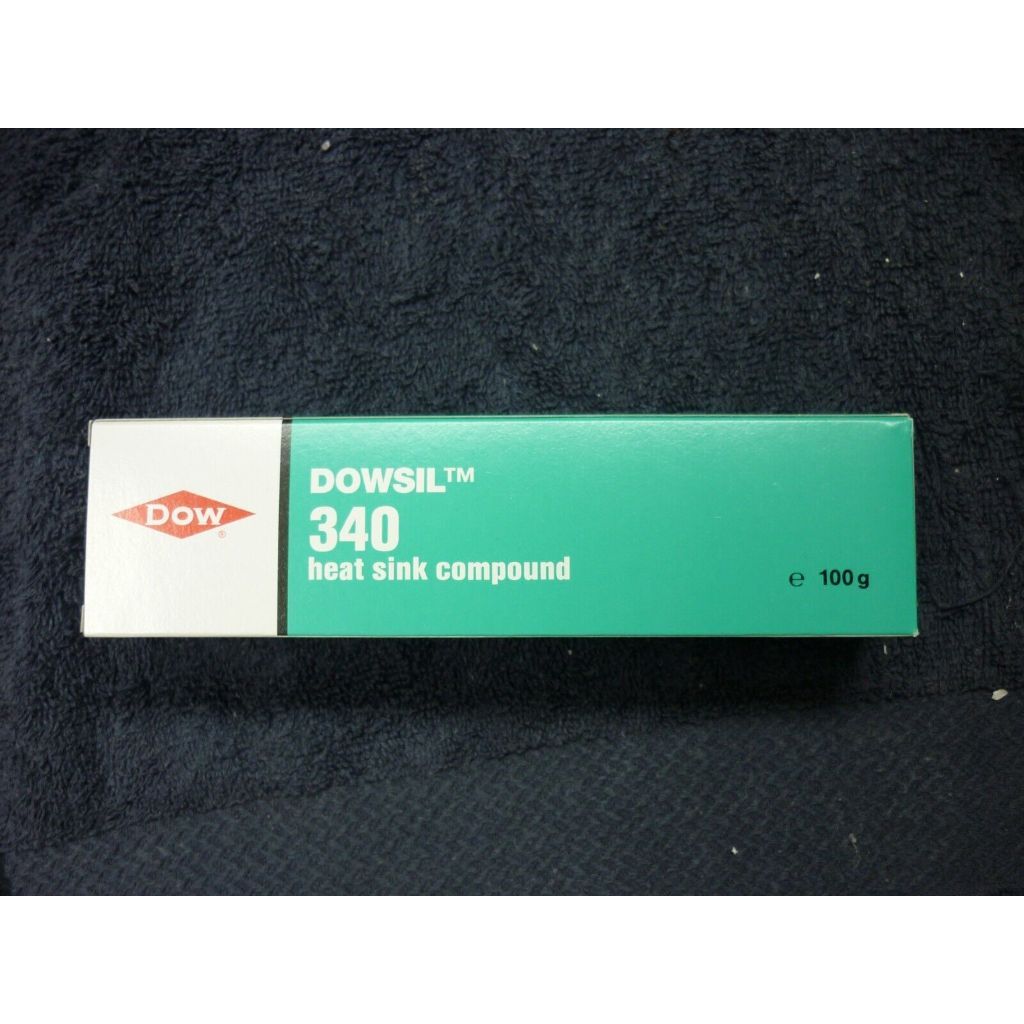 DOW®
DOWSIL™
340
heat sink compound
℮ 100 g